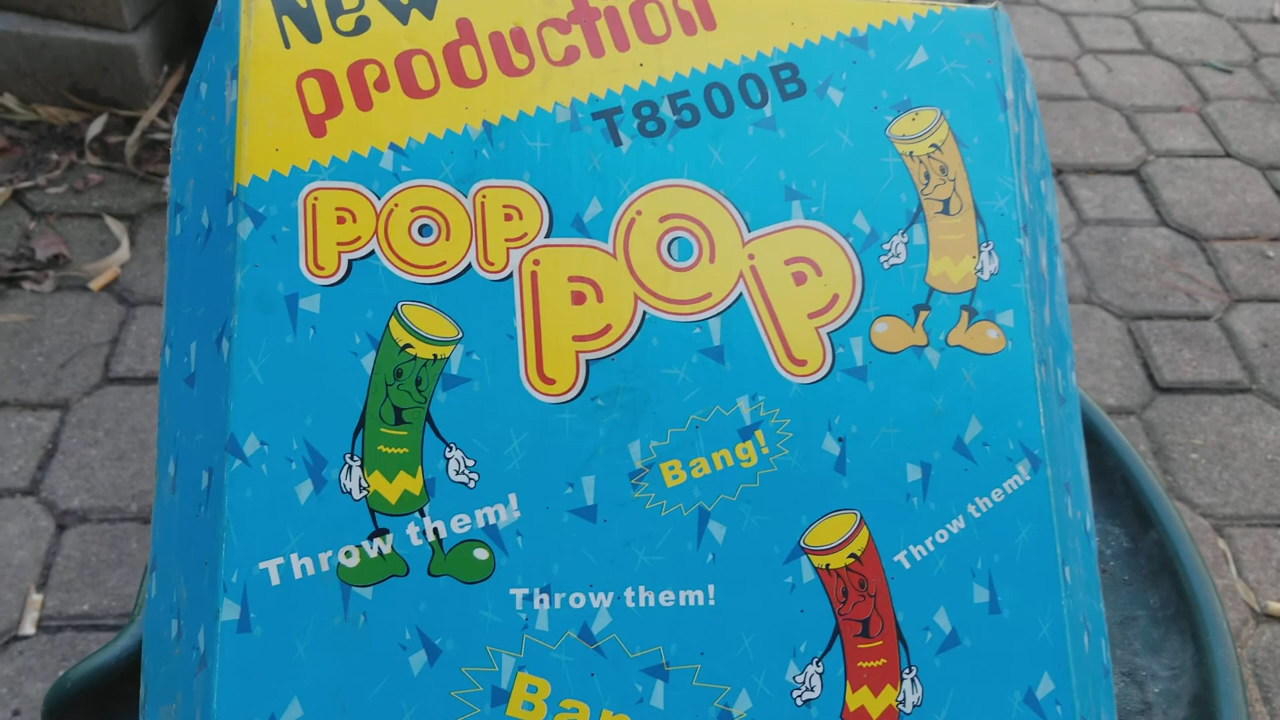 New
production
T8500B
POP
POP
Bang!
Throw them!
Throw them!
Throw them!